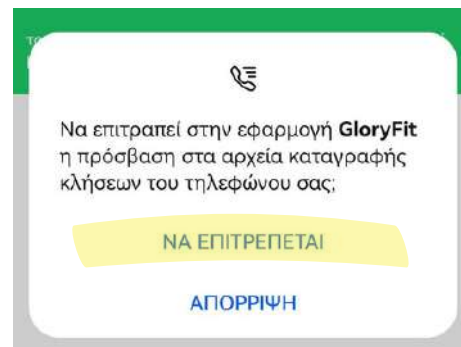 Να επιτραπεί στην εφαρμογή GloryFit
η πρόσβαση στα αρχεία καταγραφής
κλήσεων του τηλεφώνου σας;
ΝΑ ΕΠΙΤΡΕΠΕΤΑΙ
ΑΠΟΡΡΙΨΗ